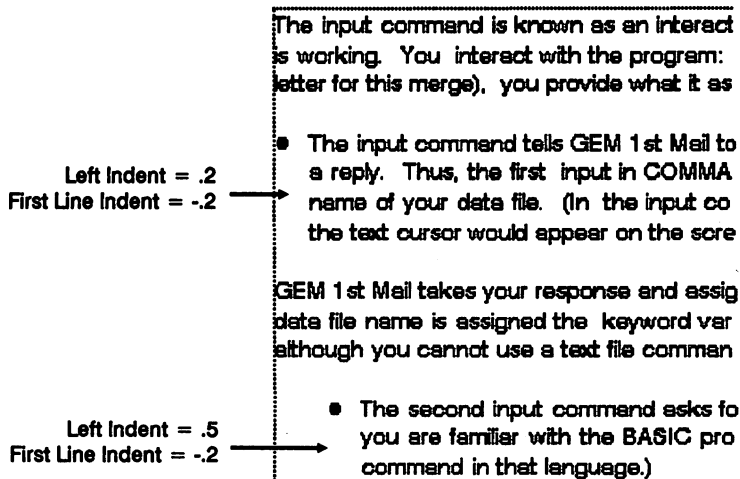 The input command is known as an interact
is working. You interact with the program:
letter for this merge), you provide what it as
• The input command tells GEM 1st Mail to
a reply. Thus, the first input in COMMA
name of your data file. (In the input co
the text cursor would appear on the scre
Left Indent = .2
First Line Indent = -.2
GEM 1st Mail takes your response and assig
data file name is assigned the keyword var
although you cannot use a text file comman
• The second input command asks fo
you are familiar with the BASIC pro
command in that language.)
Left Indent = .5
First Line Indent = -.2